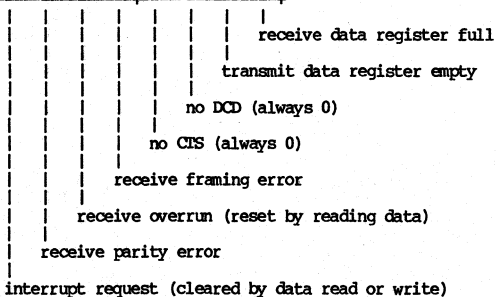 receive data register full
transmit data register empty
no DCD (always 0)
no CTS (always 0)
receive framing error
receive overrun (reset by reading data)
receive parity error
interrupt request (cleared by data read or write)